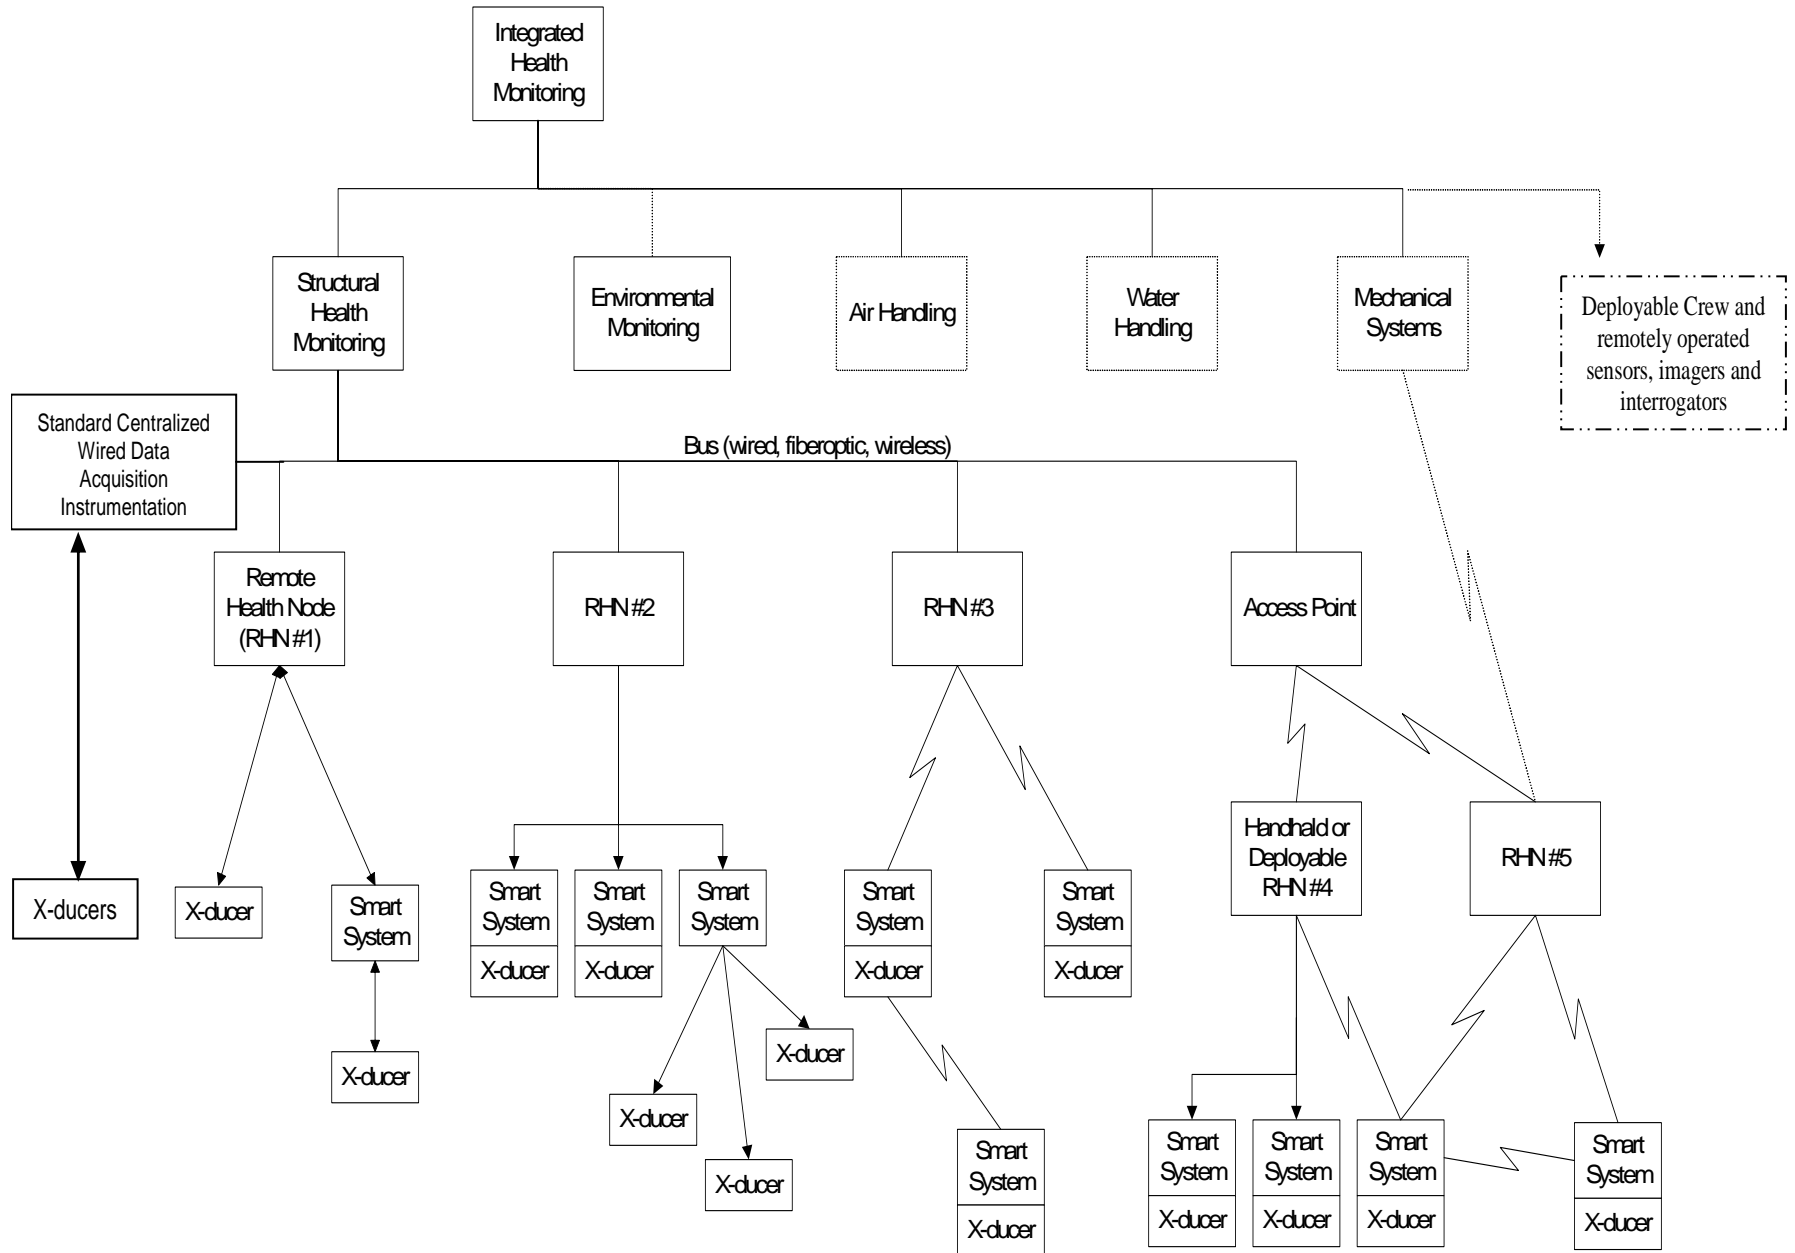 Integrated
Health
Monitoring
Structural
Health
Monitoring
Environmental
Monitoring
Air Handling
Water
Handling
Mechanical
Systems
Deployable Crew and
remotely operated
sensors, imagers and
interrogators
Standard Centralized
Wired Data
Acquisition
Instrumentation
Bus (wired, fiberoptic, wireless)
Remote
Health Node
(RHN #1)
RHN #2
RHN #3
Access Point
Handhald or
Deployable
RHN #4
RHN #5
X-ducers
X-ducer
Smart
System
X-ducer
Smart
System
X-ducer
Smart
System
X-ducer
Smart
System
X-ducer
X-ducer
X-ducer
Smart
System
X-ducer
Smart
System
X-ducer
Smart
System
X-ducer
Smart
System
X-ducer
Smart
System
X-ducer
Smart
System
X-ducer
Smart
System
X-ducer